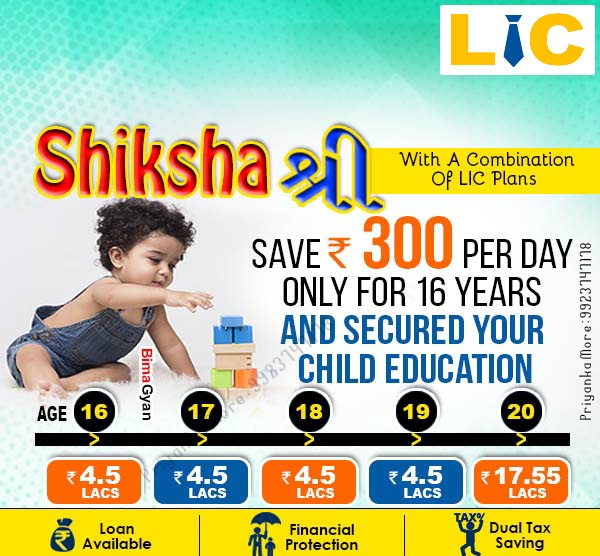 LIC
Shiksha श्री
With A Combination
Of LIC Plans
SAVE ₹ 300 PER DAY
ONLY FOR 16 YEARS
AND SECURED YOUR
CHILD EDUCATION
Priyanka More : 9923747178
BimaGyan
AGE 16 17 18 19 20
₹ 4.5 LACS
₹ 4.5 LACS
₹ 4.5 LACS
₹ 4.5 LACS
₹ 17.55 LACS
Loan
Available
Financial
Protection
TAX%
Dual Tax
Saving